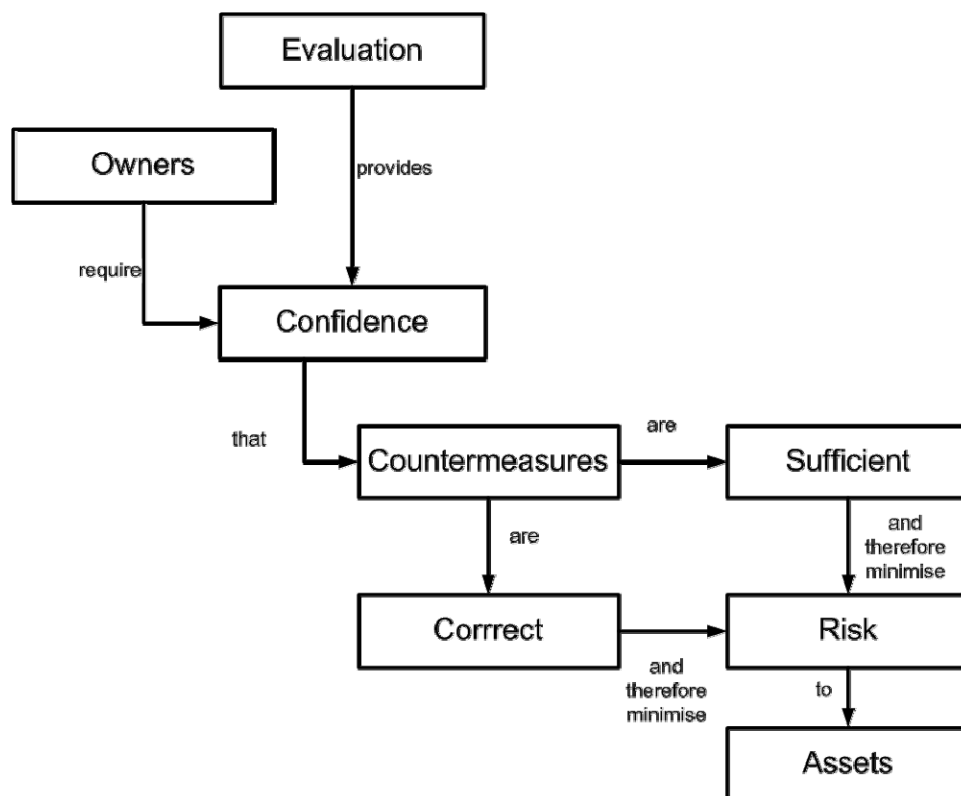 Evaluation
Owners
provides
require
Confidence
that
Countermeasures
are
Sufficient
are
and
therefore
minimise
Corrrect
and
therefore
minimise
Risk
to
Assets